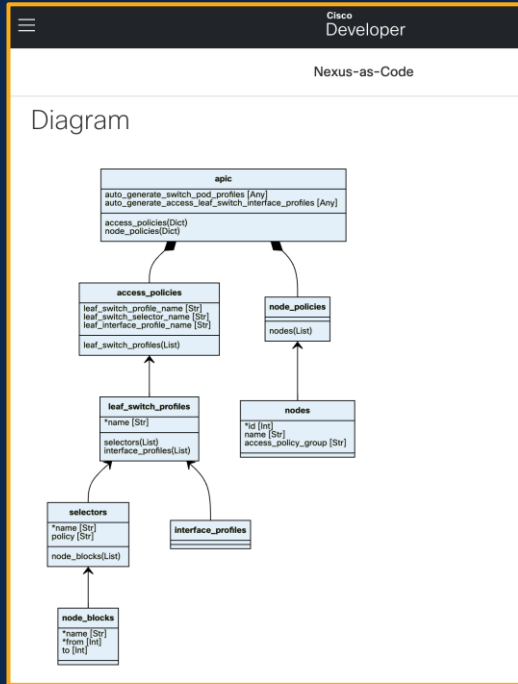 Cisco
Developer
Nexus-as-Code
Diagram
apic
auto_generate_switch_pod_profiles [Any]
auto_generate_access_leaf_switch_interface_profiles [Any]
access_policies(Dict)
node_policies(Dict)
access_policies
leaf_switch_profile_name [Str]
leaf_switch_selector_name [Str]
leaf_interface_profile_name [Str]
leaf_switch_profiles(List)
node_policies
nodes(List)
leaf_switch_profiles
*name [Str]
selectors(List)
interface_profiles(List)
nodes
*id [Int]
name [Str]
access_policy_group [Str]
selectors
*name [Str]
policy [Str]
node_blocks(List)
interface_profiles
node_blocks
*name [Str]
*from [Int]
to [Int]